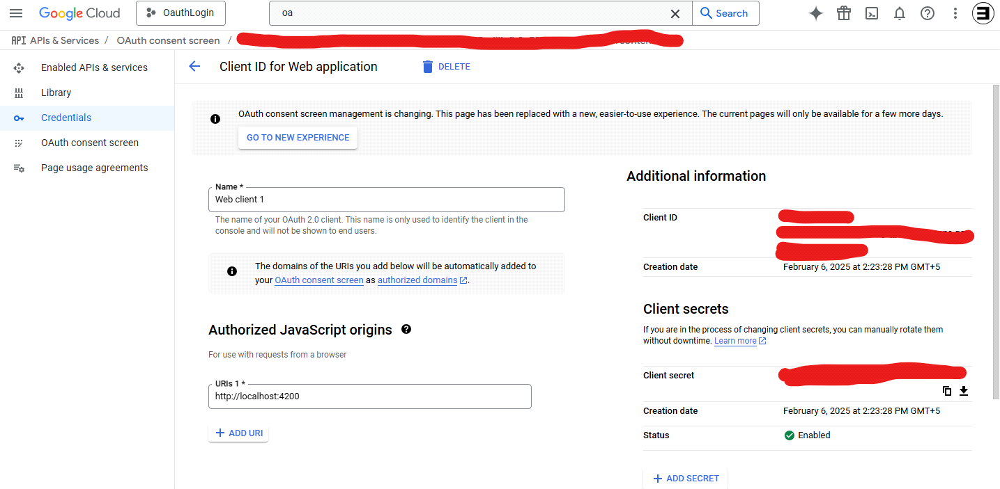 Google Cloud
OauthLogin
oa
Search
API APIs & Services / OAuth consent screen /
Enabled APIs & services
Library
Credentials
OAuth consent screen
Page usage agreements
Client ID for Web application
DELETE
OAuth consent screen management is changing. This page has been replaced with a new, easier-to-use experience. The current pages will only be available for a few more days.
GO TO NEW EXPERIENCE
Name *
Web client 1
The name of your OAuth 2.0 client. This name is only used to identify the client in the
console and will not be shown to end users.
The domains of the URIs you add below will be automatically added to
your OAuth consent screen as authorized domains.
Authorized JavaScript origins
For use with requests from a browser
URIs 1 *
http://localhost:4200
ADD URI
Additional information
Client ID
Creation date February 6, 2025 at 2:23:28 PM GMT+5
Client secrets
If you are in the process of changing client secrets, you can manually rotate them
without downtime. Learn more
Client secret
Creation date February 6, 2025 at 2:23:28 PM GMT+5
Status Enabled
ADD SECRET